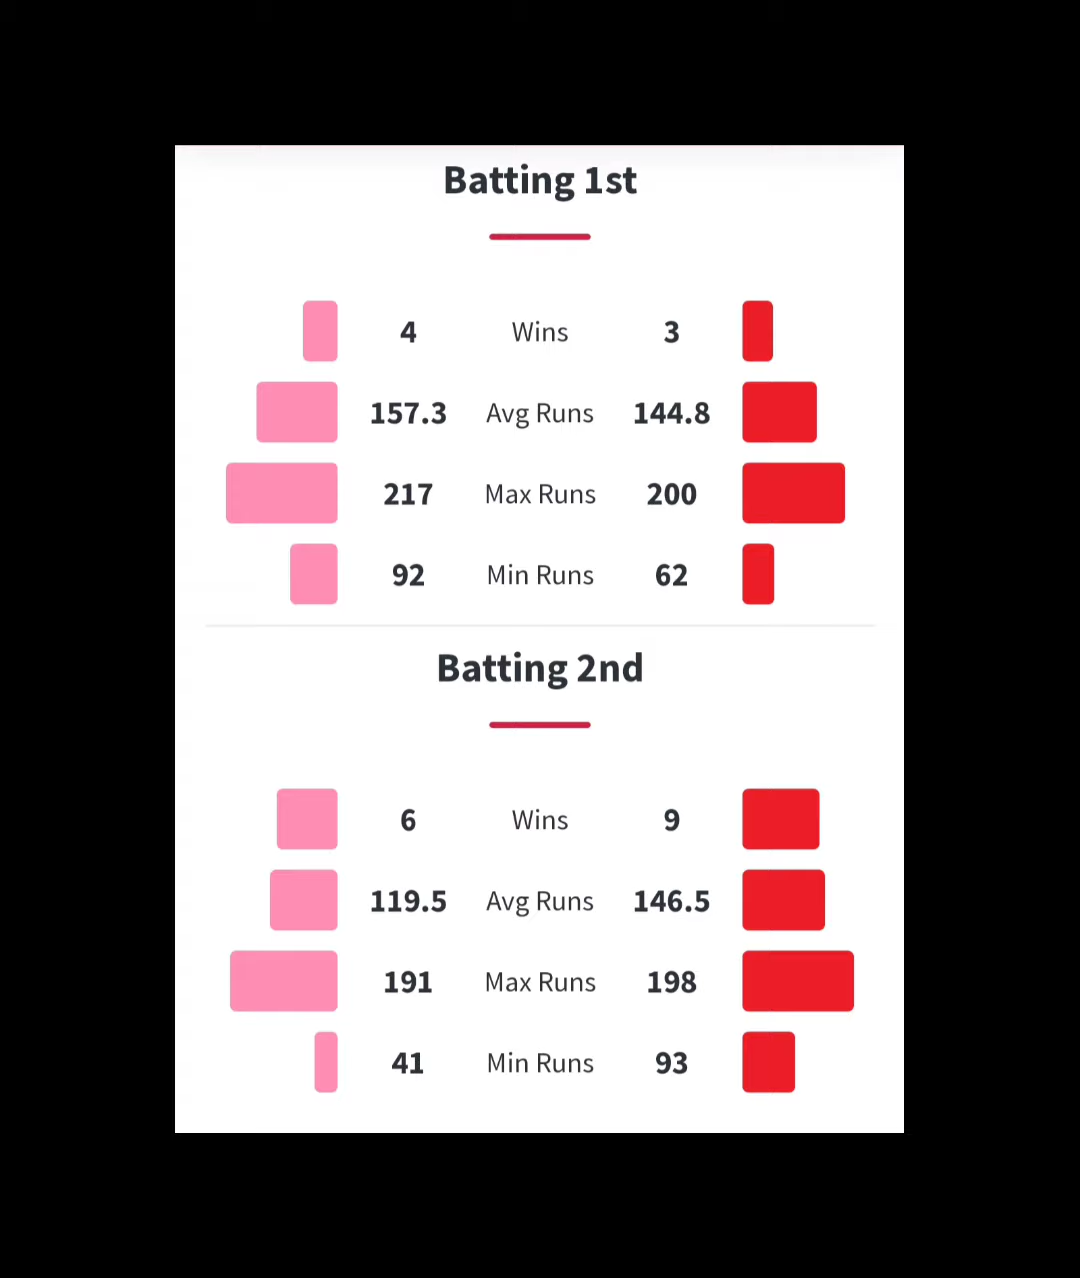 Batting 1st
4 Wins 3
157.3 Avg Runs 144.8
217 Max Runs 200
92 Min Runs 62
Batting 2nd
6 Wins 9
119.5 Avg Runs 146.5
191 Max Runs 198
41 Min Runs 93